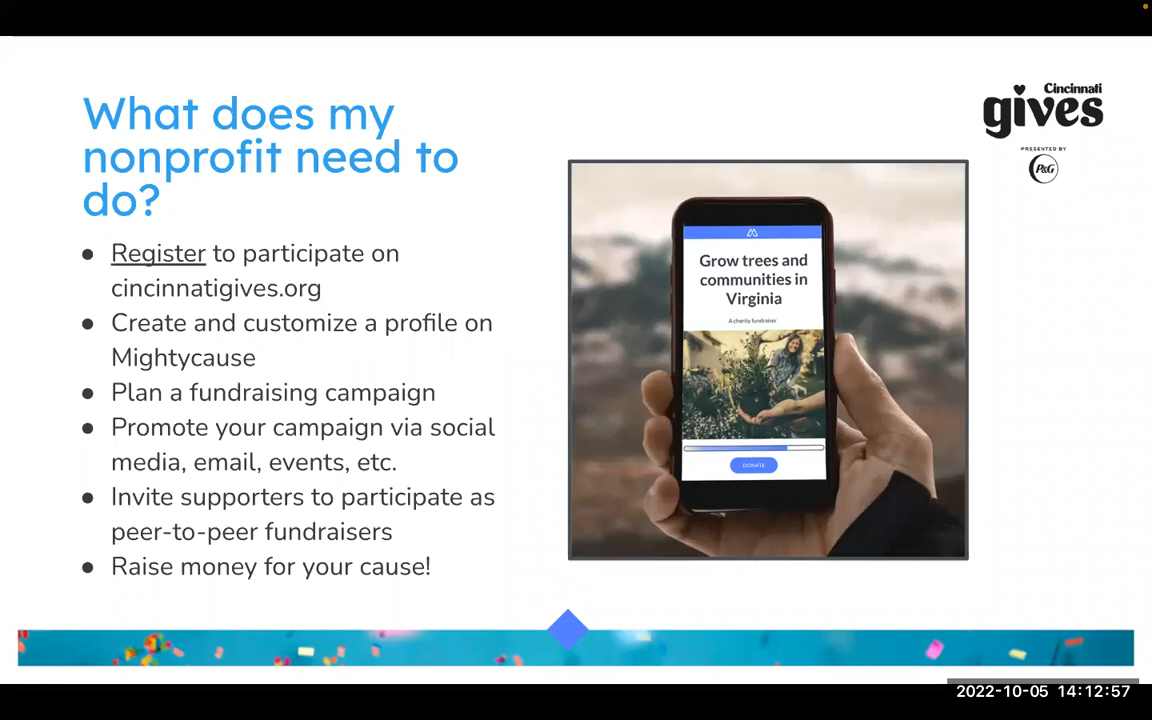 What does my
nonprofit need to
do?
● Register to participate on
cincinnatigives.org
● Create and customize a profile on
Mightycause
● Plan a fundraising campaign
● Promote your campaign via social
media, email, events, etc.
● Invite supporters to participate as
peer-to-peer fundraisers
● Raise money for your cause!
Grow trees and
communities in
Virginia
A charity fundraiser
DONATE
Cincinnati
gives
PRESENTED BY
P&G
2022-10-05 14:12:57